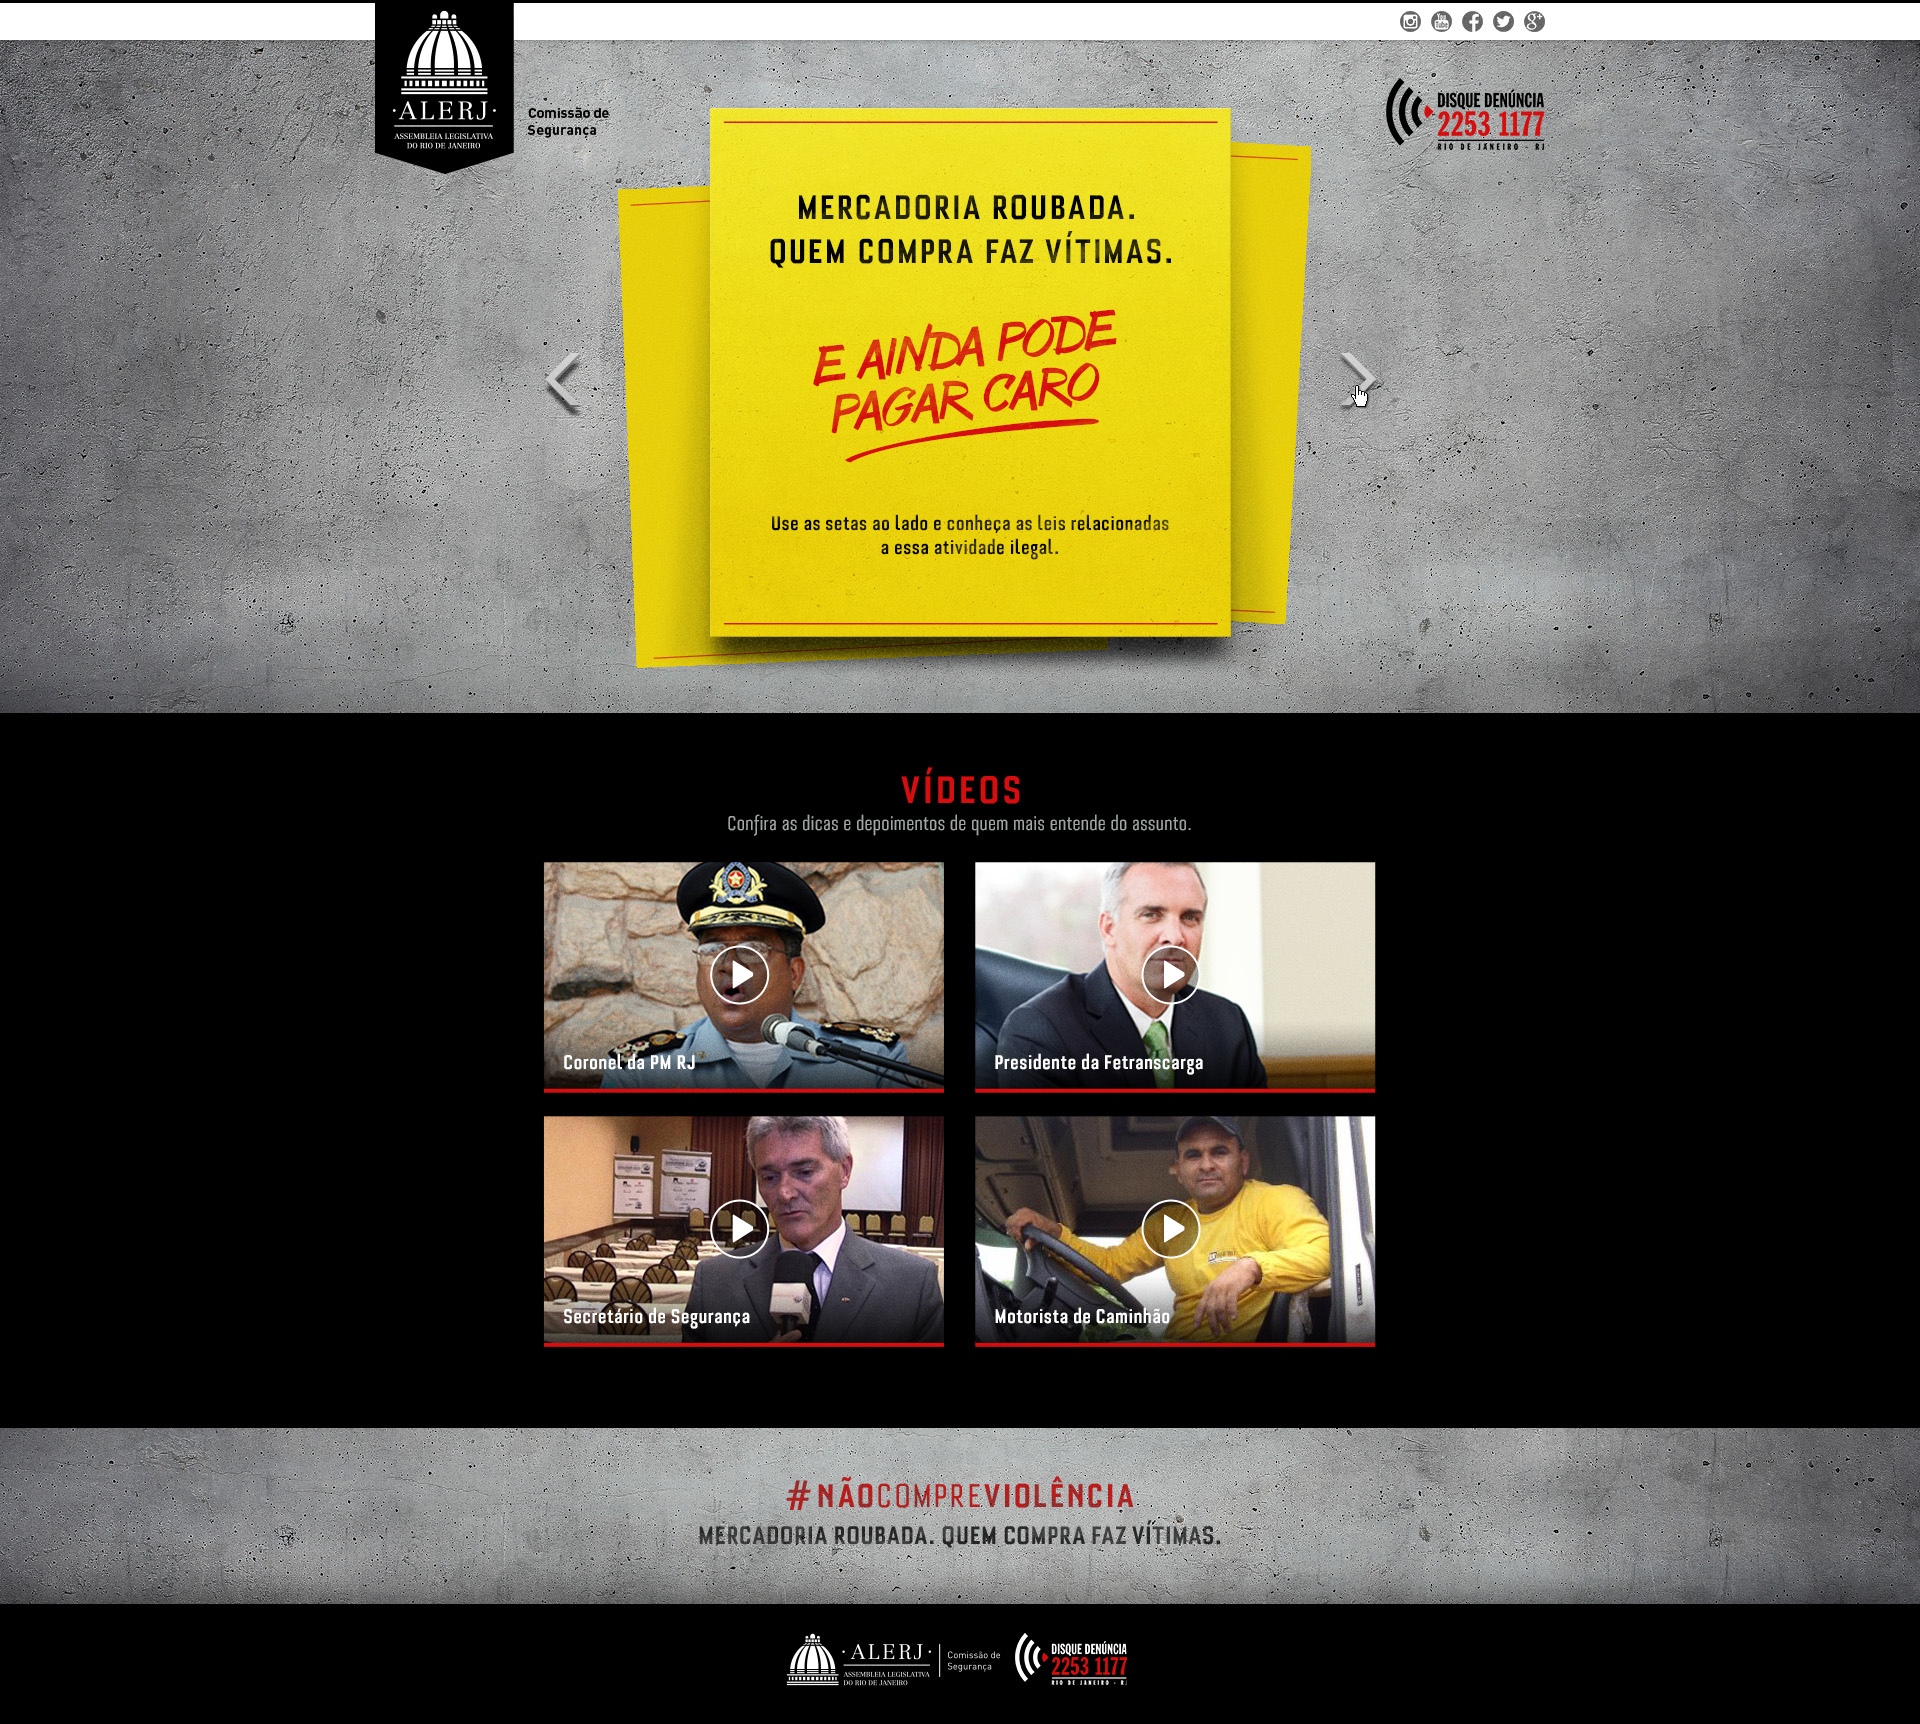 · ALERJ ·
ASSEMBLEIA LEGISLATIVA
DO RIO DE JANEIRO
Comissão de
Segurança
DISQUE DENÚNCIA
2253 1177
RIO DE JANEIRO - RJ
MERCADORIA ROUBADA.
QUEM COMPRA FAZ VÍTIMAS.
E AINDA PODE
PAGAR CARO
Use as setas ao lado e conheça as leis relacionadas
a essa atividade ilegal.
VÍDEOS
Confira as dicas e depoimentos de quem mais entende do assunto.
Coronel da PM RJ
Presidente da Fetranscarga
Secretário de Segurança
Motorista de Caminhão
#NÃOCOMPREVIOLÊNCIA
MERCADORIA ROUBADA. QUEM COMPRA FAZ VÍTIMAS.
· ALERJ ·
ASSEMBLEIA LEGISLATIVA
DO RIO DE JANEIRO
Comissão de
Segurança
DISQUE DENÚNCIA
2253 1177
RIO DE JANEIRO - RJ